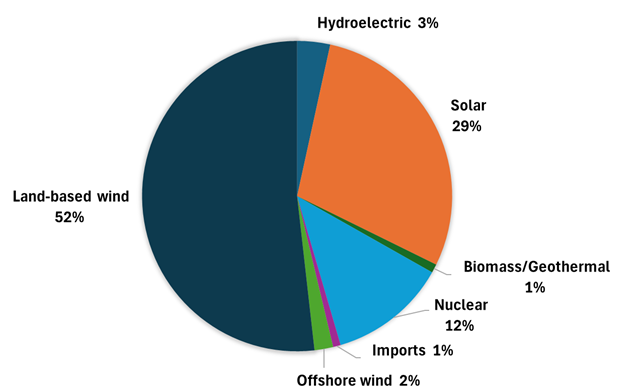 Hydroelectric 3%
Solar
29%
Land-based wind
52%
Biomass/Geothermal
1%
Nuclear
12%
Imports 1%
Offshore wind 2%